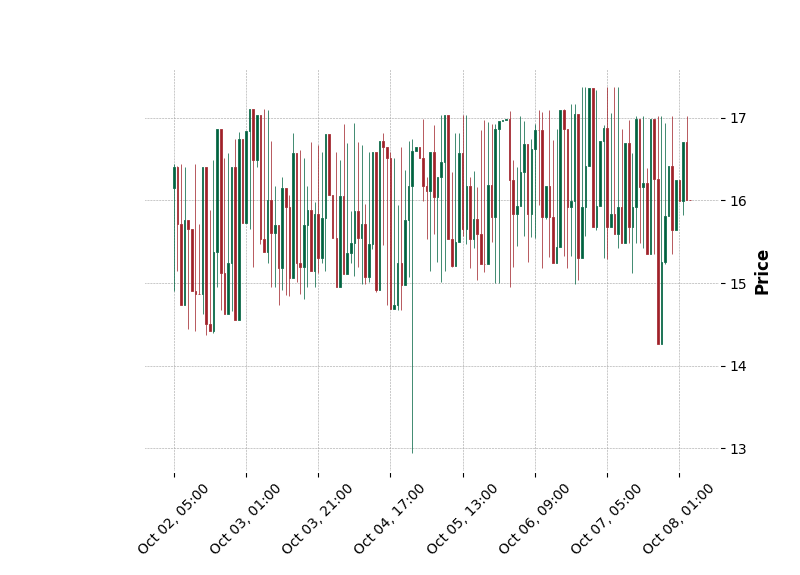 17
16
15
14
13
Price
Oct 02, 05:00
Oct 03, 01:00
Oct 03, 21:00
Oct 04, 17:00
Oct 05, 13:00
Oct 06, 09:00
Oct 07, 05:00
Oct 08, 01:00